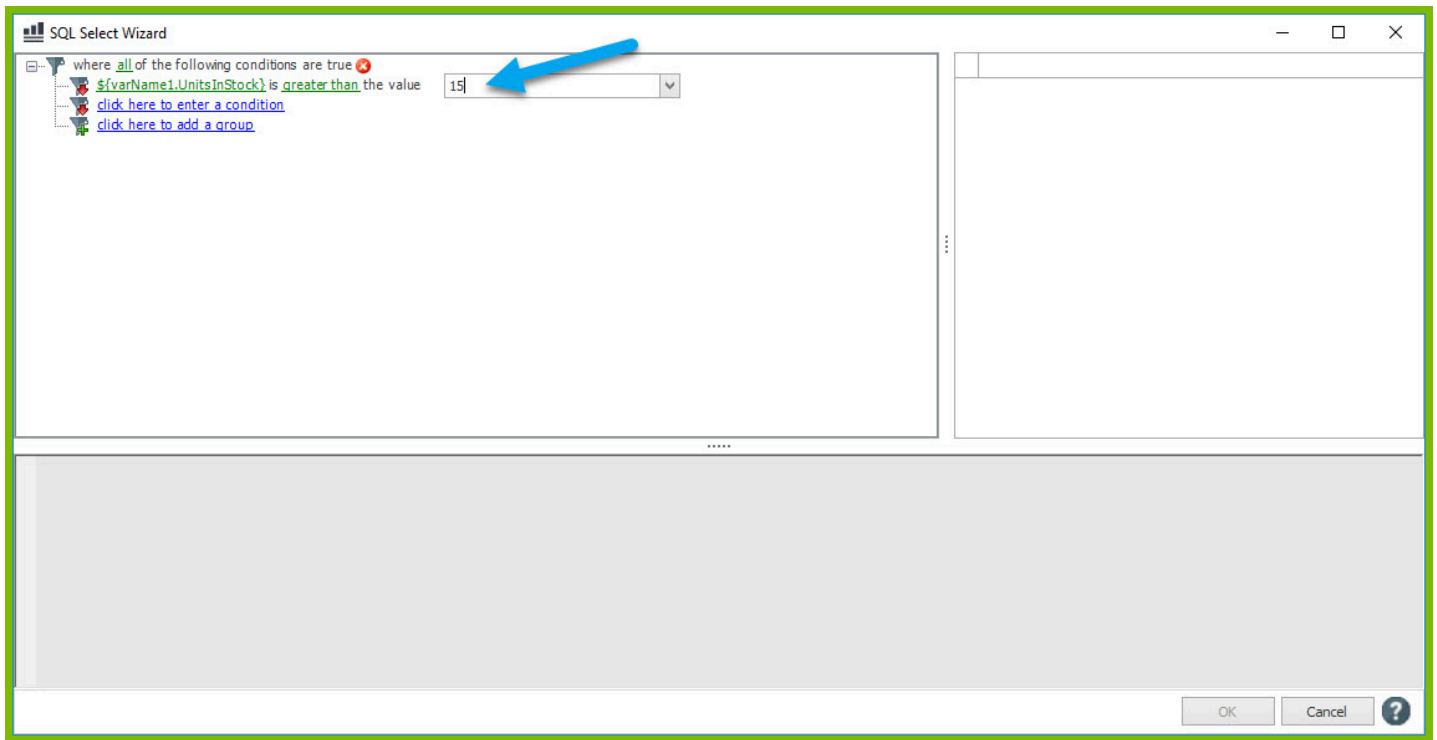 SQL Select Wizard
where all of the following conditions are true
${varName1.UnitsInStock} is greater than the value 15
click here to enter a condition
click here to add a group
OK Cancel ?